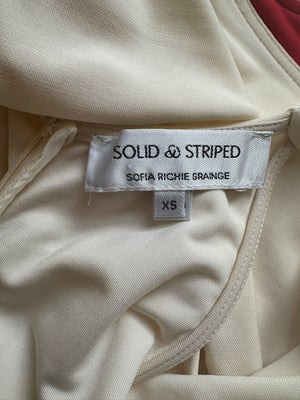 SOLID & STRIPED
SOFIA RICHIE GRAINGE
XS